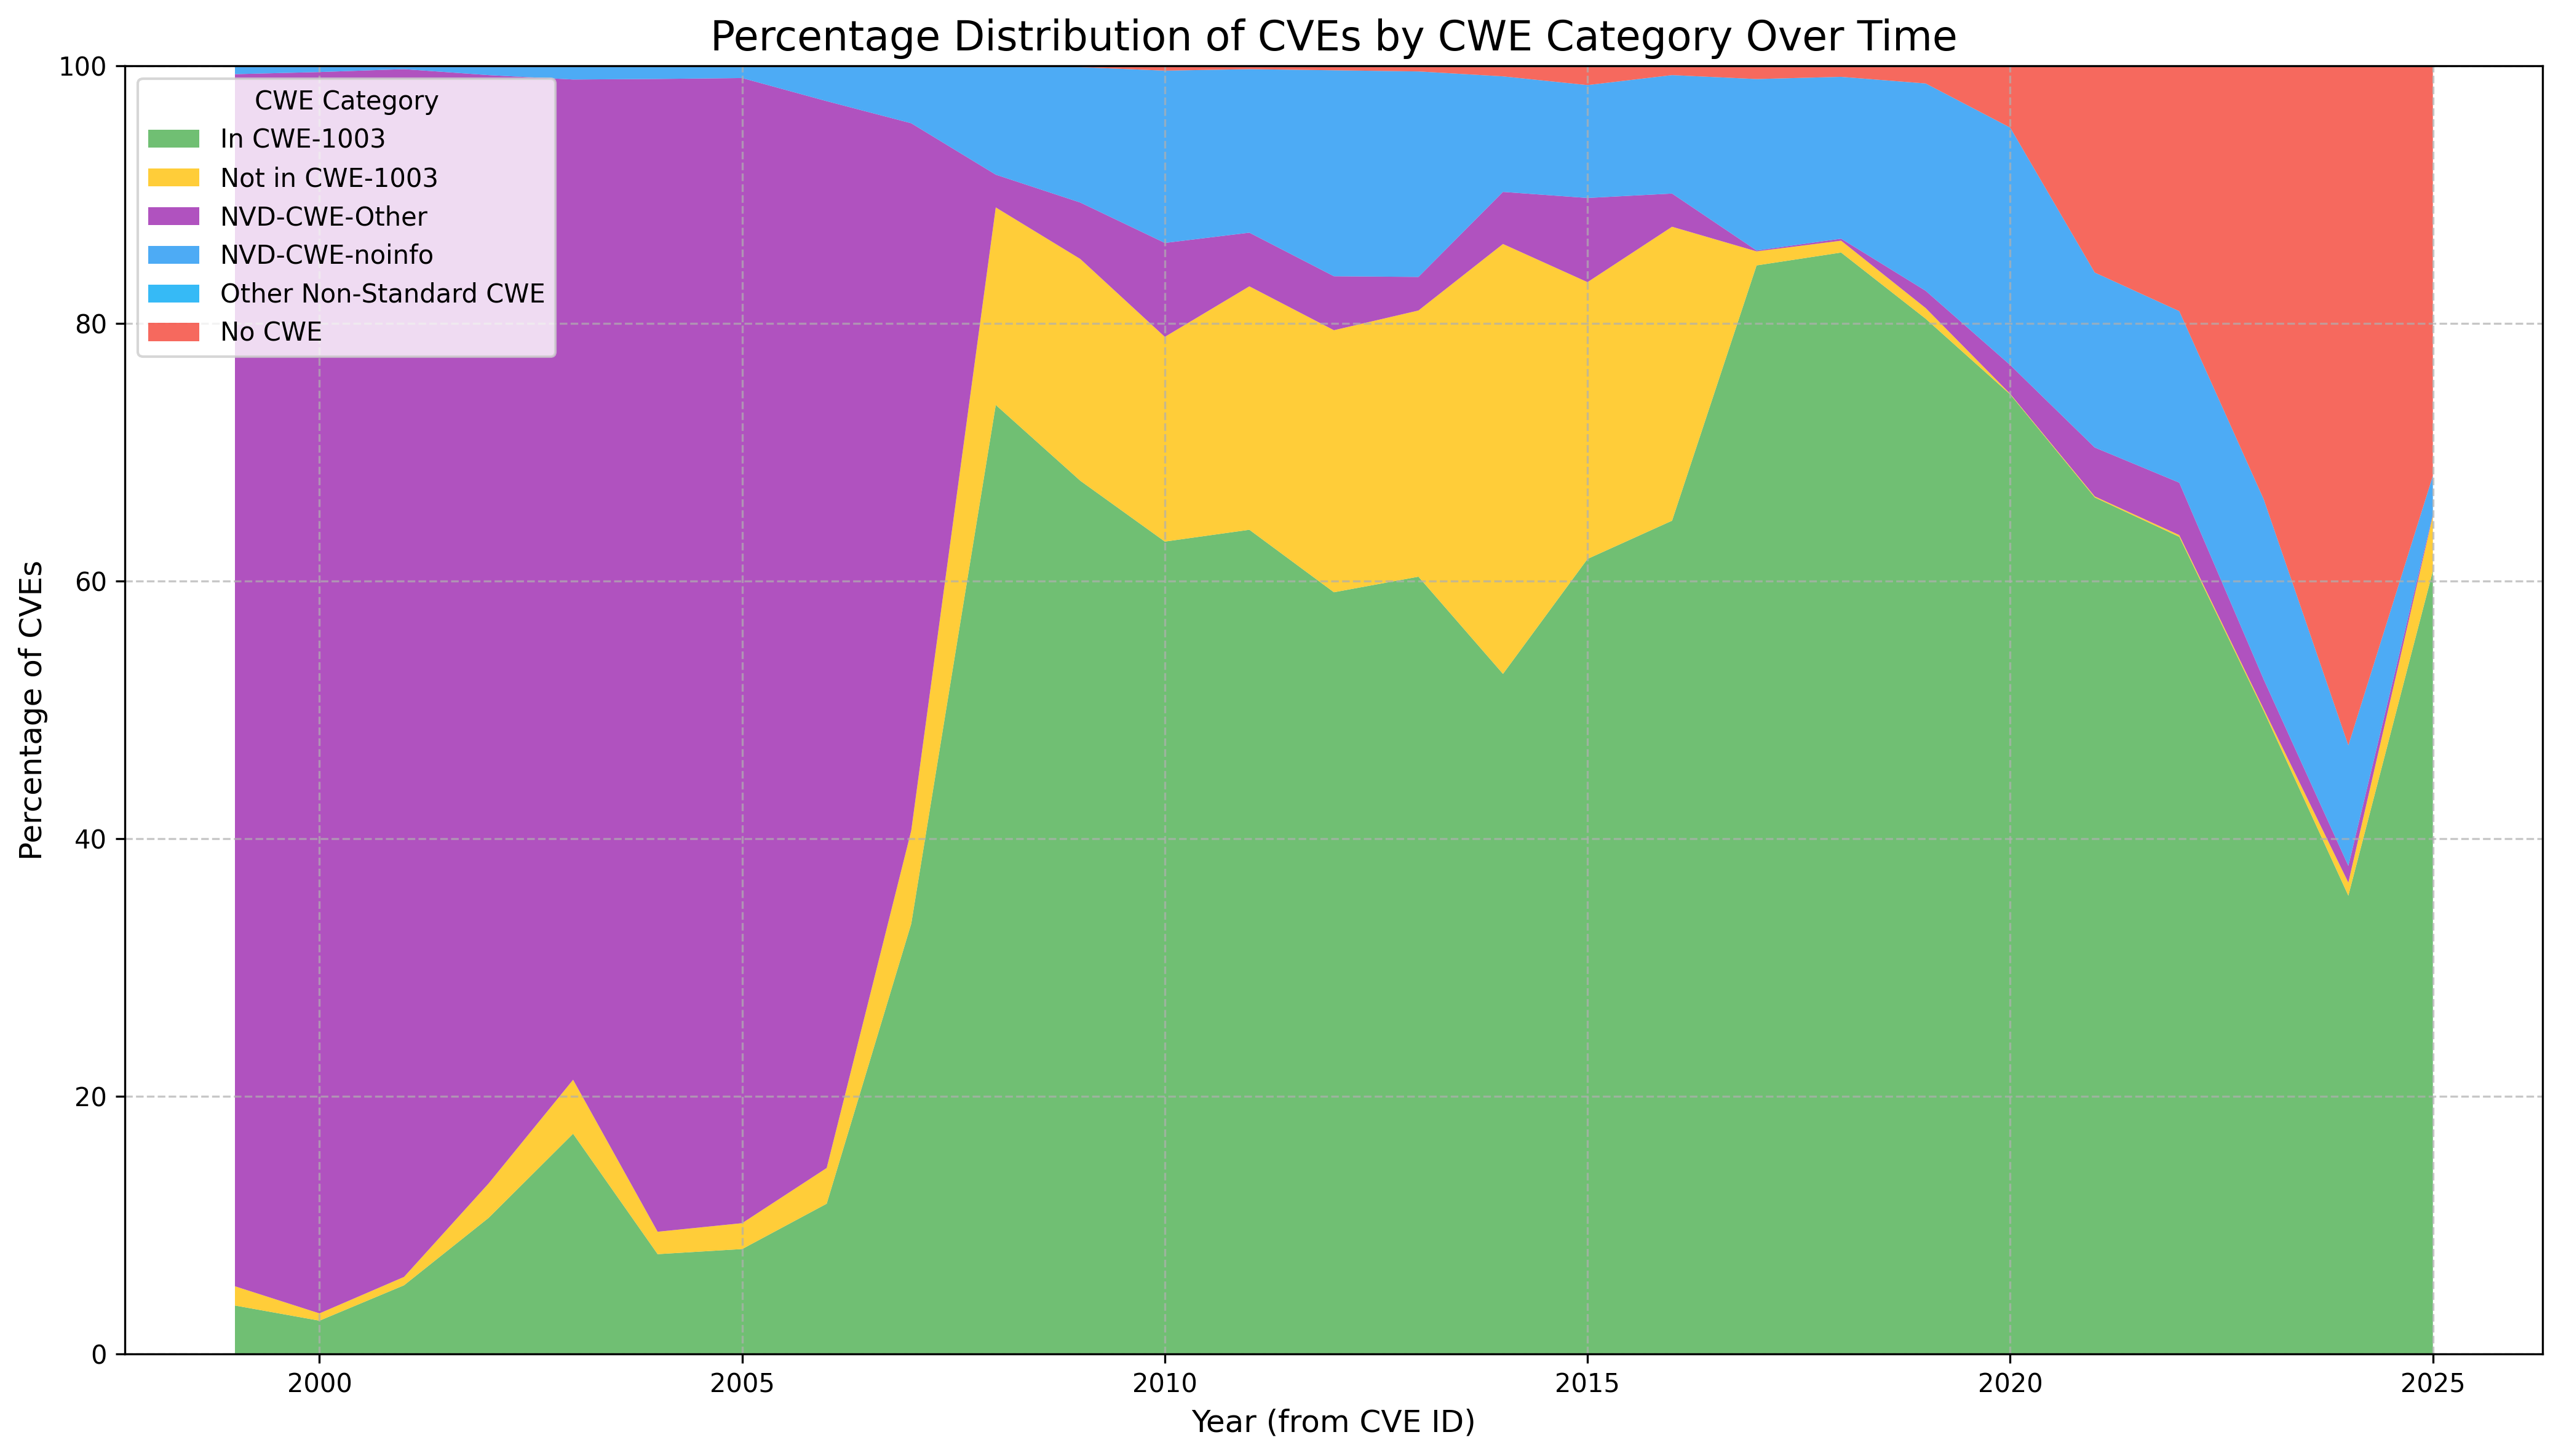 Percentage Distribution of CVEs by CWE Category Over Time
100
80
60
40
20
0
Percentage of CVEs
CWE Category
In CWE-1003
Not in CWE-1003
NVD-CWE-Other
NVD-CWE-noinfo
Other Non-Standard CWE
No CWE
2000 2005 2010 2015 2020 2025
Year (from CVE ID)